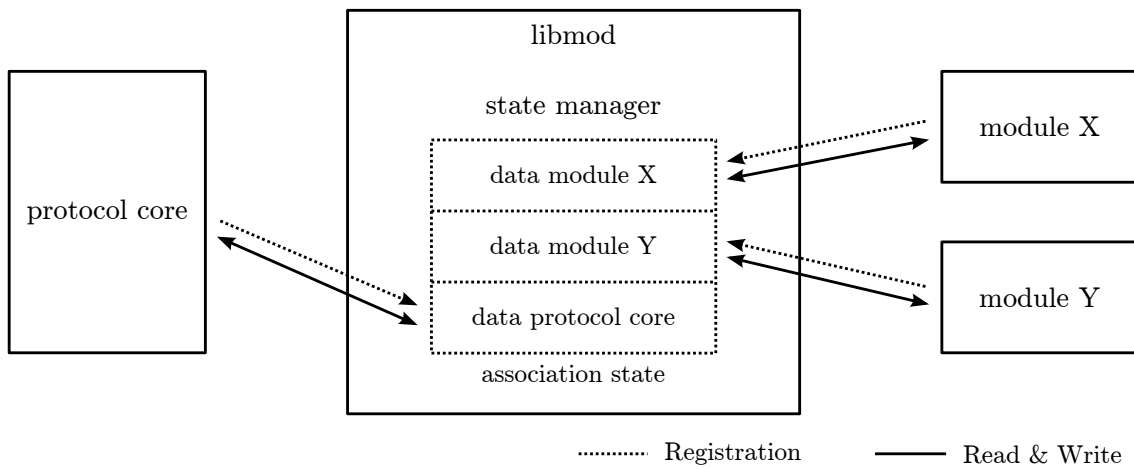 libmod
state manager
protocol core
data module X
data module Y
data protocol core
association state
module X
module Y
Registration
Read & Write